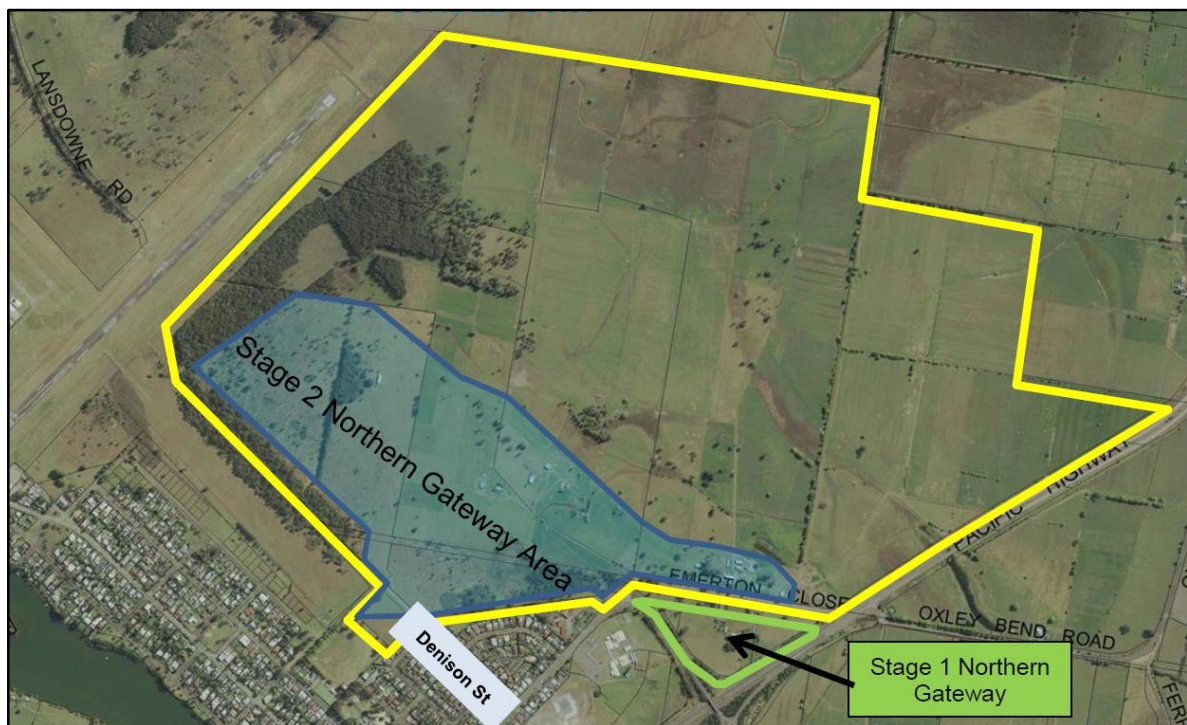 LANSDOWNE RD
Stage 2 Northern Gateway Area
PACIFIC HIGHWAY
EMERTON CLOSE
OXLEY BEND ROAD
Denison St
Stage 1 Northern
Gateway